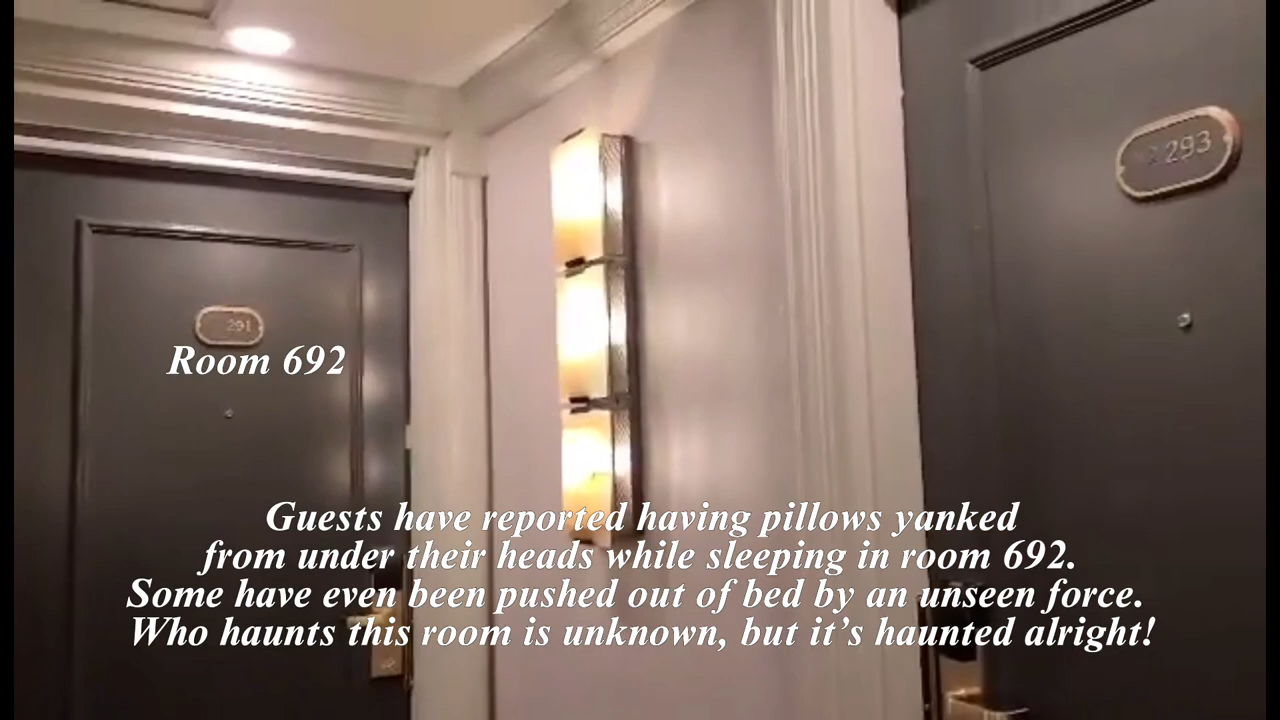 293
291
Room 692
Guests have reported having pillows yanked
from under their heads while sleeping in room 692.
Some have even been pushed out of bed by an unseen force.
Who haunts this room is unknown, but it’s haunted alright!